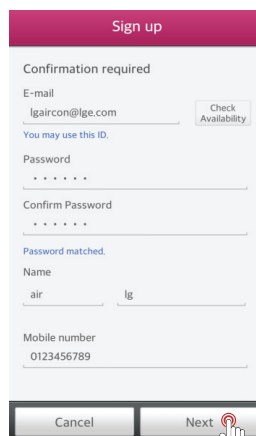 Sign up
Confirmation required
E-mail
lgaircon@lge,com
Check
Availability
You may use this ID.
Password
• • • • • •
Confirm Password
• • • • • •
Password matched.
Name
air lg
Mobile number
0123456789
Cancel Next